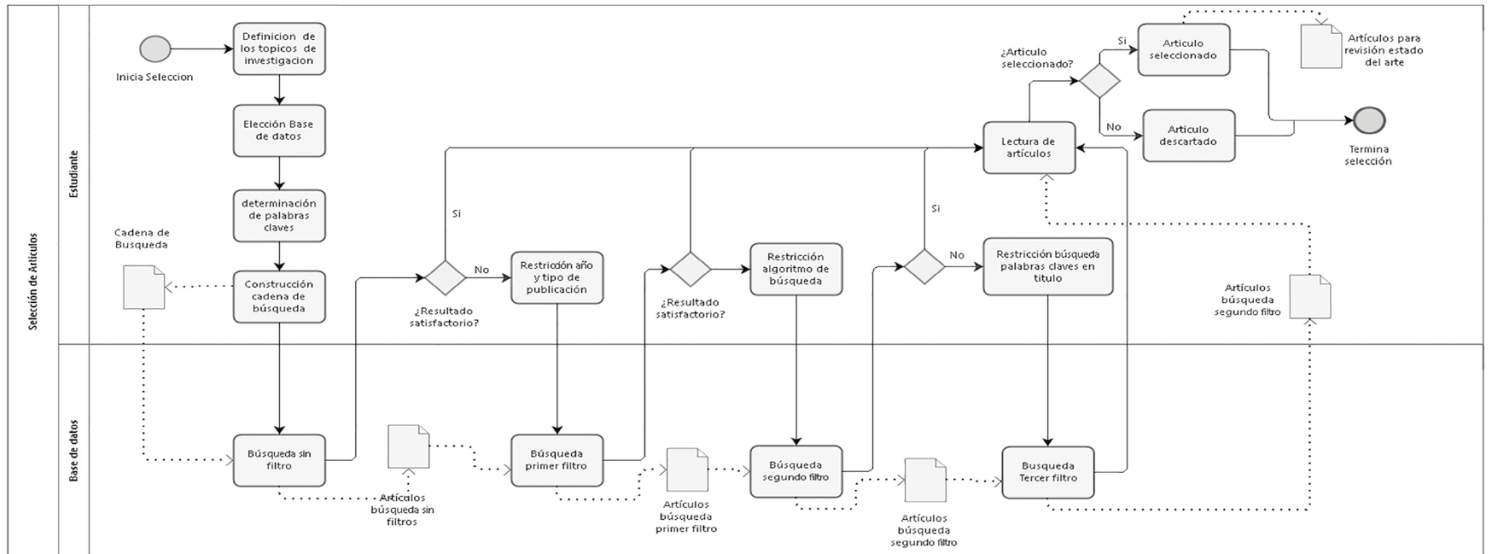 Selección de Artículos
Estudiante
Inicia Seleccion
Definicion de
los topicos de
investigacion
Elección Base
de datos
determinación
de palabras
claves
Cadena de
Busqueda
Construcción
cadena de
búsqueda
Si
No
¿Resultado
satisfactorio?
Restricción año
y tipo de
publicación
¿Resultado
satisfactorio?
Restricción
algoritmo de
búsqueda
Si
No
Restricción búsqueda
palabras claves en
titulo
Lectura de
artículos
¿Articulo
seleccionado?
Si
No
Articulo
seleccionado
Articulo
descartado
Artículos para
revisión estado
del arte
Termina
selección
Artículos
búsqueda
segundo filtro
Base de datos
Búsqueda sin
filtro
Artículos
búsqueda sin
filtros
Búsqueda
primer filtro
Artículos
búsqueda
primer filtro
Búsqueda
segundo filtro
Artículos
búsqueda
segundo filtro
Busqueda
Tercer filtro